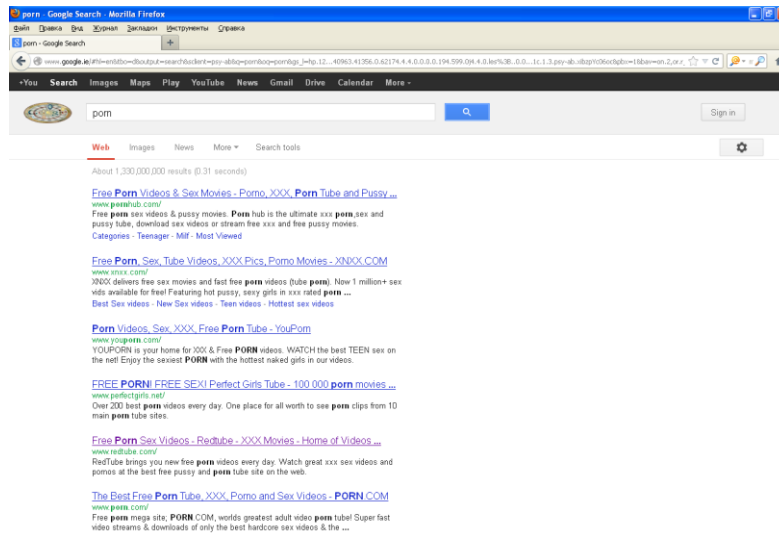 porn - Google Search - Mozilla Firefox
Файл Правка Вид Журнал Закладки Инструменты Справка
porn - Google Search
+You Search Images Maps Play YouTube News Gmail Drive Calendar More -
porn
Sign in
Web Images News More Search tools
About 1,330,000,000 results (0.31 seconds)
Free Porn Videos & Sex Movies - Porno, XXX, Porn Tube and Pussy ...
www.pornhub.com/
Free porn sex videos & pussy movies. Porn hub is the ultimate xxx porn,sex and
pussy tube, download sex videos or stream free xxx and free pussy movies.
Categories - Teenager - Milf - Most Viewed
Free Porn, Sex, Tube Videos, XXX Pics, Porno Movies - XNXX.COM
www.xnxx.com/
XNXX delivers free sex movies and fast free porn videos (tube porn). Now 1 million+ sex
vids available for free! Featuring hot pussy, sexy girls in xxx rated porn ...
Best Sex videos - New Sex videos - Teen videos - Hottest sex videos
Porn Videos, Sex, XXX, Free Porn Tube - YouPorn
www.youporn.com/
YOUPORN is your home for XXX & Free PORN videos. WATCH the best TEEN sex on
the net! Enjoy the sexiest PORN with the hottest naked girls in our videos.
FREE PORN! FREE SEX! Perfect Girls Tube - 100 000 porn movies ...
www.perfectgirls.net/
Over 200 best porn videos every day. One place for all worth to see porn clips from 10
main porn tube sites.
Free Porn Sex Videos - Redtube - XXX Movies - Home of Videos ...
www.redtube.com/
RedTube brings you new free porn videos every day. Watch great xxx sex videos and
pornos at the best free pussy and porn tube site on the web.
The Best Free Porn Tube, XXX, Porno and Sex Videos - PORN.COM
www.porn.com/
Free porn mega site; PORN.COM, worlds greatest adult video porn tube! Super fast
video streams & downloads of only the best hardcore sex videos & the ...